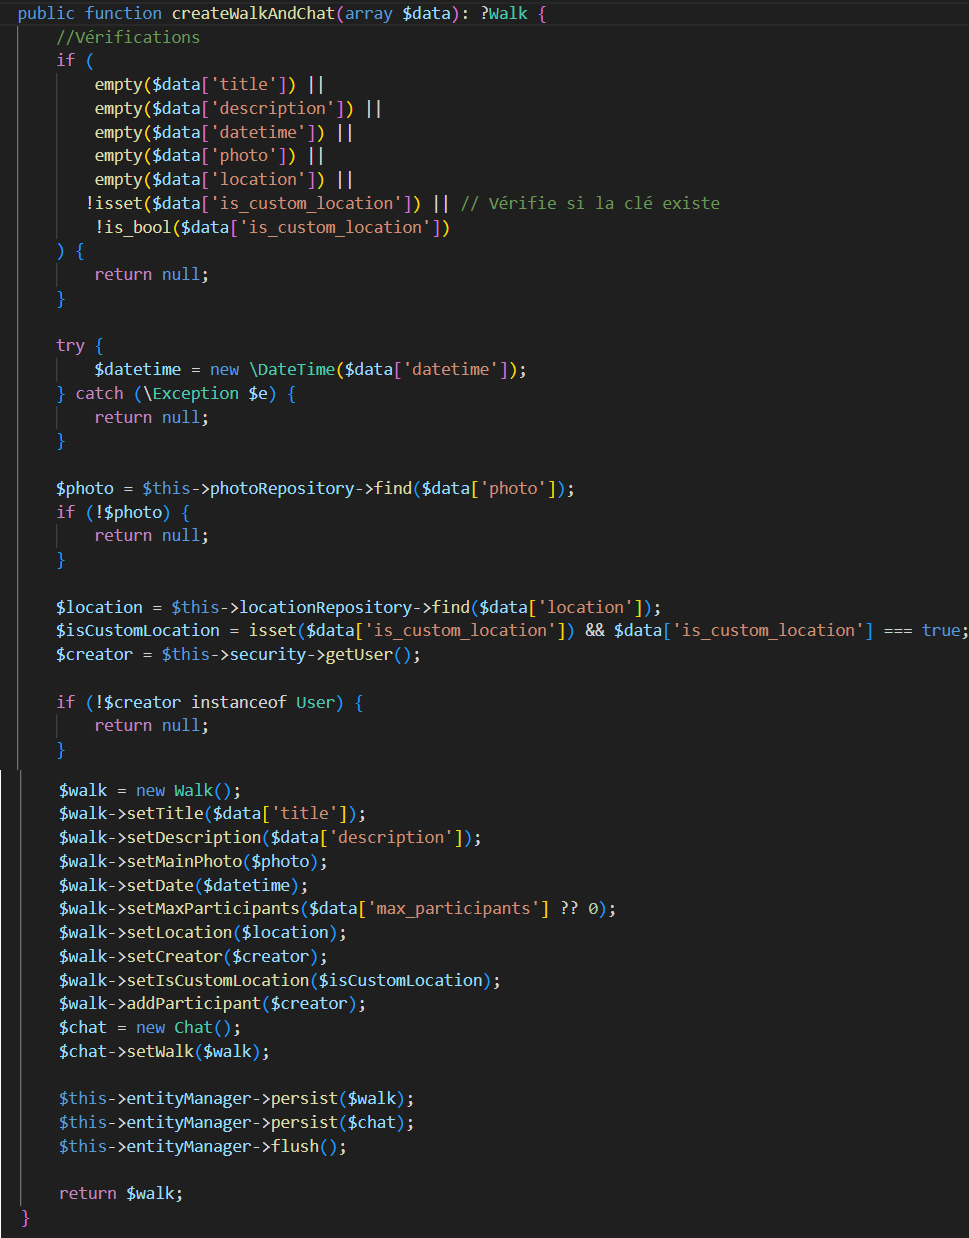 public function createWalkAndChat(array $data): ?Walk {
    //Vérifications
    if (
        empty($data['title']) ||
        empty($data['description']) ||
        empty($data['datetime']) ||
        empty($data['photo']) ||
        empty($data['location']) ||
       !isset($data['is_custom_location']) || // Vérifie si la clé existe
        !is_bool($data['is_custom_location'])
    ) {
        return null;
    }

    try {
        $datetime = new \DateTime($data['datetime']);
    } catch (\Exception $e) {
        return null;
    }

    $photo = $this->photoRepository->find($data['photo']);
    if (!$photo) {
        return null;
    }

    $location = $this->locationRepository->find($data['location']);
    $isCustomLocation = isset($data['is_custom_location']) && $data['is_custom_location'] === true;
    $creator = $this->security->getUser();

    if (!$creator instanceof User) {
        return null;
    }

    $walk = new Walk();
    $walk->setTitle($data['title']);
    $walk->setDescription($data['description']);
    $walk->setMainPhoto($photo);
    $walk->setDate($datetime);
    $walk->setMaxParticipants($data['max_participants'] ?? 0);
    $walk->setLocation($location);
    $walk->setCreator($creator);
    $walk->setIsCustomLocation($isCustomLocation);
    $walk->addParticipant($creator);
    $chat = new Chat();
    $chat->setWalk($walk);

    $this->entityManager->persist($walk);
    $this->entityManager->persist($chat);
    $this->entityManager->flush();

    return $walk;
}